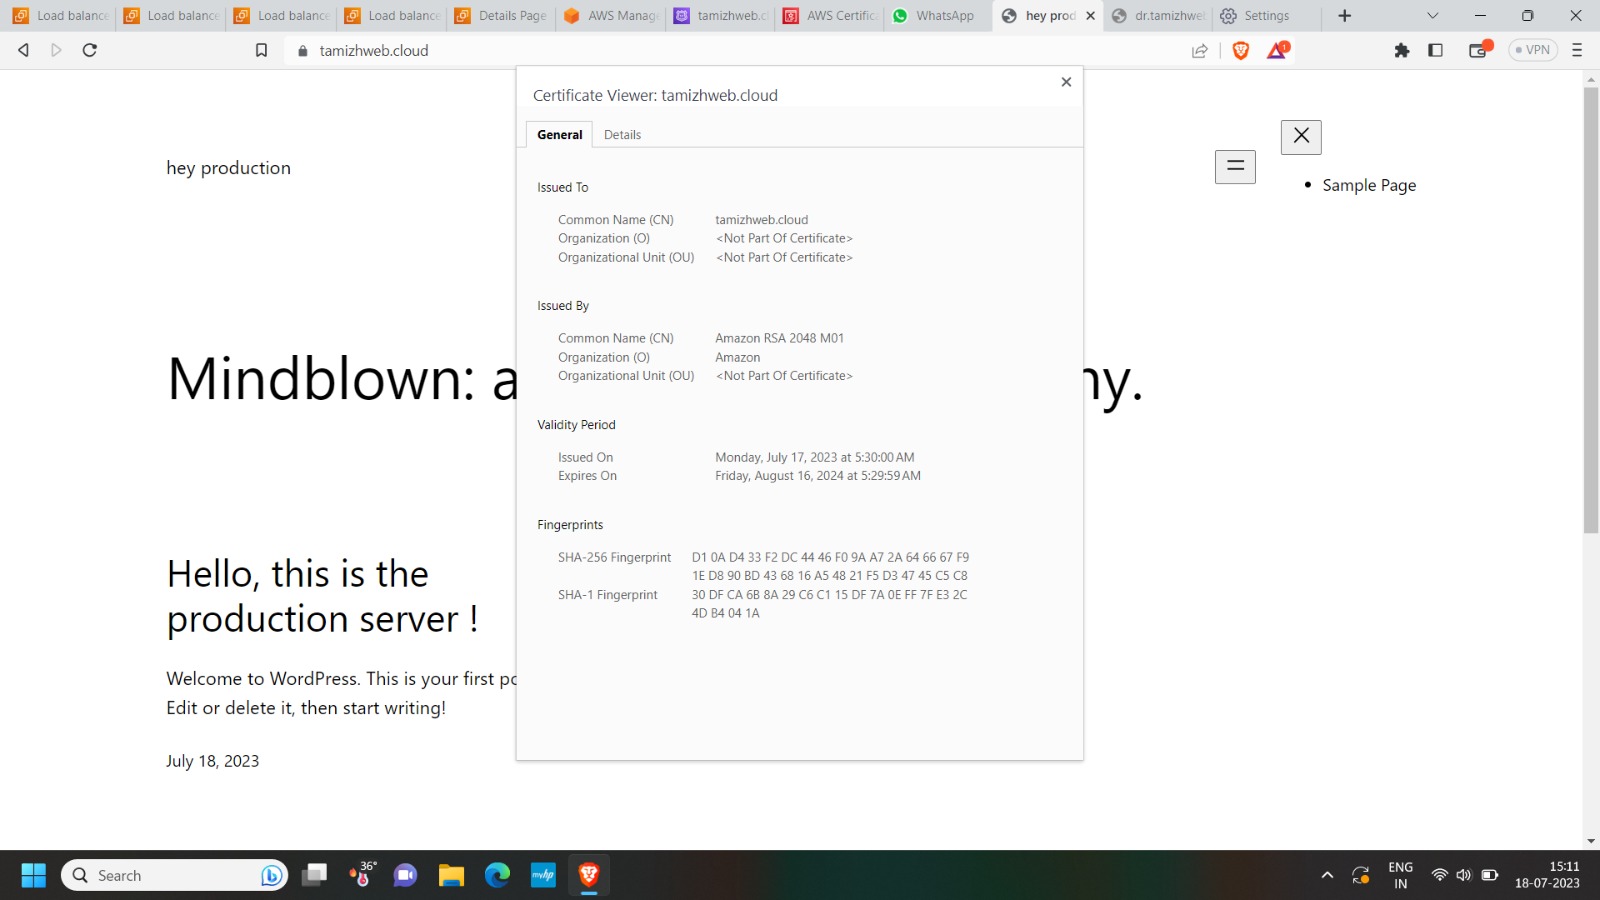 Load balance
Load balance
Load balance
Load balance
Details Page
AWS Manag
tamizhweb.cl
AWS Certific
WhatsApp
hey prod
dr.tamizhwe
Settings
tamizhweb.cloud
1
VPN
Certificate Viewer: tamizhweb.cloud
General Details
hey production
Sample Page
Issued To
Common Name (CN) tamizhweb.cloud
Organization (O) <Not Part Of Certificate>
Organizational Unit (OU) <Not Part Of Certificate>
Issued By
Common Name (CN) Amazon RSA 2048 M01
Organization (O) Amazon
Organizational Unit (OU) <Not Part Of Certificate>
Mindblown: a
ny.
Validity Period
Issued On Monday, July 17, 2023 at 5:30:00 AM
Expires On Friday, August 16, 2024 at 5:29:59 AM
Fingerprints
SHA-256 Fingerprint D1 0A D4 33 F2 DC 44 46 F0 9A A7 2A 64 66 67 F9
1E D8 90 BD 43 68 16 A5 48 21 F5 D3 47 45 C5 C8
SHA-1 Fingerprint 30 DF CA 6B 8A 29 C6 C1 15 DF 7A 0E FF 7F E3 2C
4D B4 04 1A
Hello, this is the
production server !
Welcome to WordPress. This is your first po
Edit or delete it, then start writing!
July 18, 2023
Search
36°
myhp
ENG
IN
15:11
18-07-2023